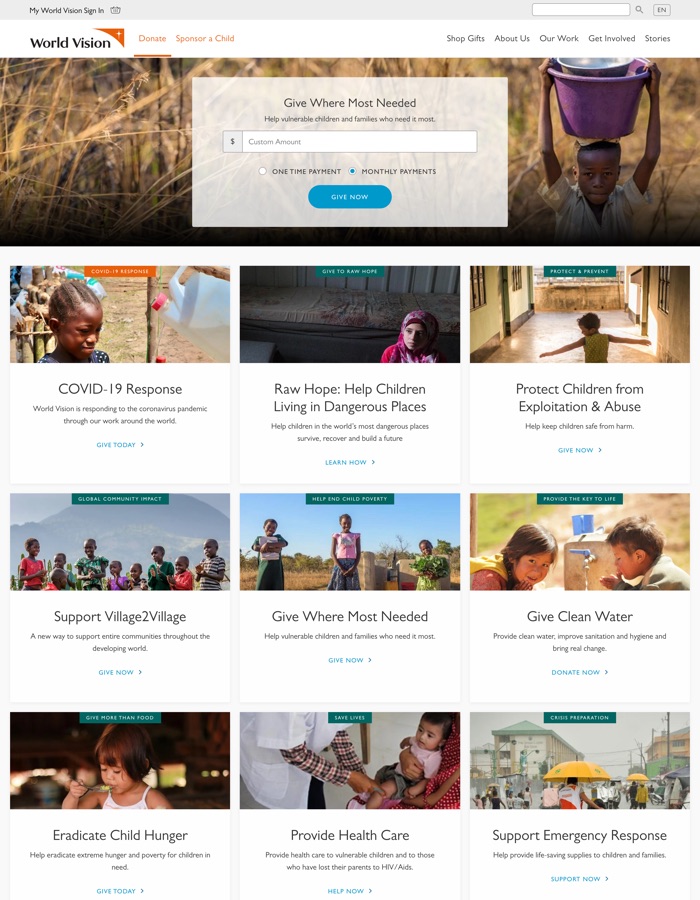 My World Vision Sign In
EN
World Vision
Donate
Sponsor a Child
Shop Gifts
About Us
Our Work
Get Involved
Stories
Give Where Most Needed
Help vulnerable children and families who need it most.
$
Custom Amount
ONE TIME PAYMENT
MONTHLY PAYMENTS
GIVE NOW
COVID-19 RESPONSE
COVID-19 Response
World Vision is responding to the coronavirus pandemic
through our work around the world.
GIVE TODAY
GIVE TO RAW HOPE
Raw Hope: Help Children
Living in Dangerous Places
Help children in the world's most dangerous places
survive, recover and build a future
LEARN HOW
PROTECT & PREVENT
Protect Children from
Exploitation & Abuse
Help keep children safe from harm.
GIVE NOW
GLOBAL COMMUNITY IMPACT
Support Village2Village
A new way to support entire communities throughout the
developing world.
GIVE NOW
HELP END CHILD POVERTY
Give Where Most Needed
Help vulnerable children and families who need it most.
GIVE NOW
PROVIDE THE KEY TO LIFE
Give Clean Water
Provide clean water, improve sanitation and hygiene and
bring real change.
DONATE NOW
GIVE MORE THAN FOOD
Eradicate Child Hunger
Help eradicate extreme hunger and poverty for children in
need.
GIVE TODAY
SAVE LIVES
Provide Health Care
Provide health care to vulnerable children and to those
who have lost their parents to HIV/Aids.
HELP NOW
CRISIS PREPARATION
Support Emergency Response
Help provide life-saving supplies to children and families.
SUPPORT NOW